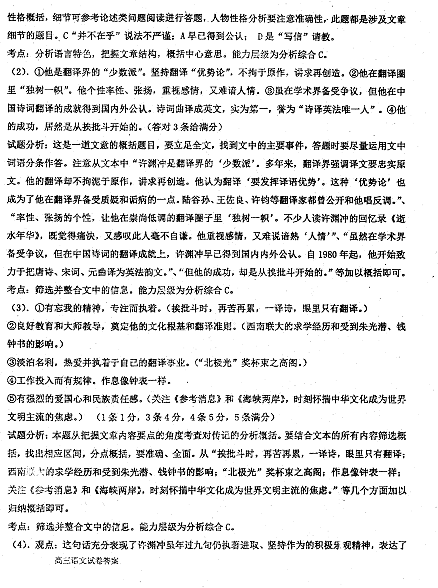 性格概括，细节可参考论述类问题阅读进行答题，人物性格分析要注意准确性，此题都是涉及文章
细节的题目。C"并不在乎"说法不严谨；A早已得到公认； D是"写信"请教。
考点：分析语言特色，把握文章结构，概括中心意思。能力层级为分析综合C。
（2）．①他是翻译界的"少数派"。坚持翻译"优势论"，不拘于原作，讲求再创造。②他在翻译圈
里"独树一帜"。他个性率性、张扬，重视感情，又难谙人情。③虽在学术界备受争议，但他在中
国诗词翻译的成就得到国内外公认。诗词曲译成英文，实为第一，誉为"诗译英法唯一人"。④他
的成功，居然是从挨批斗开始的。（答对3条给满分）
试题分析：这是一道文意的概括题目，要立足全文，找到文中的主要事件，答题时要尽量运用文中
词语分条作答。注意从文本中"许渊冲是翻译界的'少数派'。多年来，翻译界强调译文要忠实原
文。他的翻译却不拘泥于原作，讲求再创造。他认为翻译'要发挥译语优势'。这种'优势论'也
成为了他在翻译界备受质疑和诟病的一点。陆谷孙、王佐良、许钧等翻译家都曾公开和他唱反调。"、
"率性、张扬的个性，让他在崇尚低调的翻译圈子里'独树一帜'。不少人读许渊冲的回忆录《逝
水年华》，既觉得痛快，又感叹此人毫不自谦。他重视感情，又难说谙熟'人情'"、"虽然在学术界
备受争议，但在中国诗词的翻译成就上，许渊冲早已得到国内内外公认。自1980年起，他开始致
力于把唐诗、宋词、元曲译为英法韵文。"、"但他的成功，却是从挨批斗开始的。"等加以概括即可。
考点：筛选并整合文中的信息。能力层级为分析综合C。
（3）．①有忘我的精神，专注而执着。（挨批斗时，再苦再累，一译诗，眼里只有翻译。）
②良好教育和大师教导，奠定他的文化根基和翻译准则。（西南联大的求学经历和受到朱光潜、钱
钟书的影响。）
③淡泊名利，热爱并执着于自己的翻译事业。（"北极光"奖杯束之高阁。）
④工作投入而有规律。作息像钟表一样。
⑤有强烈的爱国心和民族责任感。（关注《参考消息》和《海峡两岸》，时刻怀揣中华文化成为世界
文明主流的焦虑。） （1条1分，3条4分，4条5分，5条满分）
试题分析：本题从把握文章内容要点的角度考查对传记的分析概括。要结合文本的所有内容筛选概
括，找出相应区间，分点概括，要准确、全面。从"挨批斗时，再苦再累，一译诗，眼里只有翻译；
西南联大的求学经历和受到朱光潜、钱钟书的影响；"北极光"奖杯束之高阁；作息像钟表一样；
关注《参考消息》和《海峡两岸》，时刻怀揣中华文化成为世界文明主流的焦虑。"等几个方面加以
归纳概括即可。
考点：筛选并整合文中的信息。能力层级为分析综合C。
（4）．观点：这句话充分表现了许渊冲虽年过九旬仍执着进取、坚持作为的积极乐观精神，表达了
高三语文试卷答案